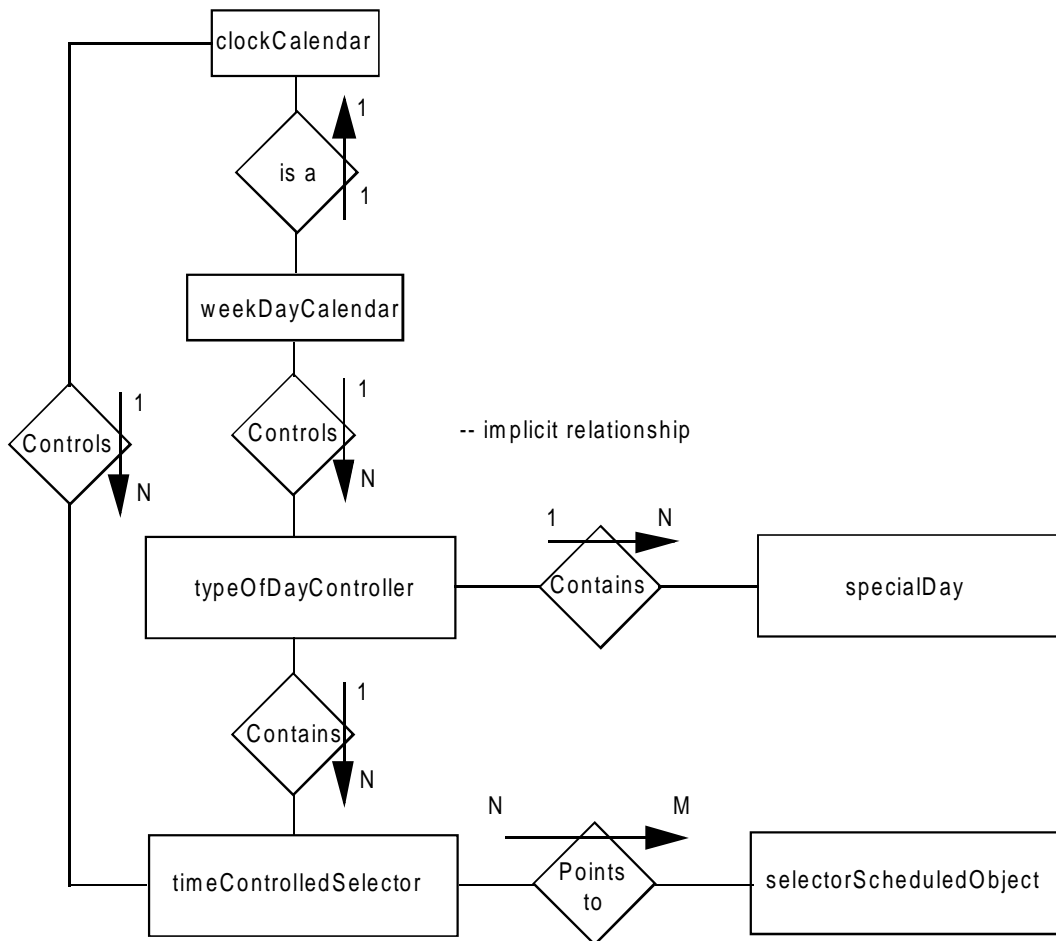 clockCalendar
1
is a
1
weekDayCalendar
1
Controls
N
1
Controls
N
-- implicit relationship
1 N
typeOfDayController
Contains
specialDay
1
Contains
N
N M
timeControlledSelector
Points
to
selectorScheduledObject